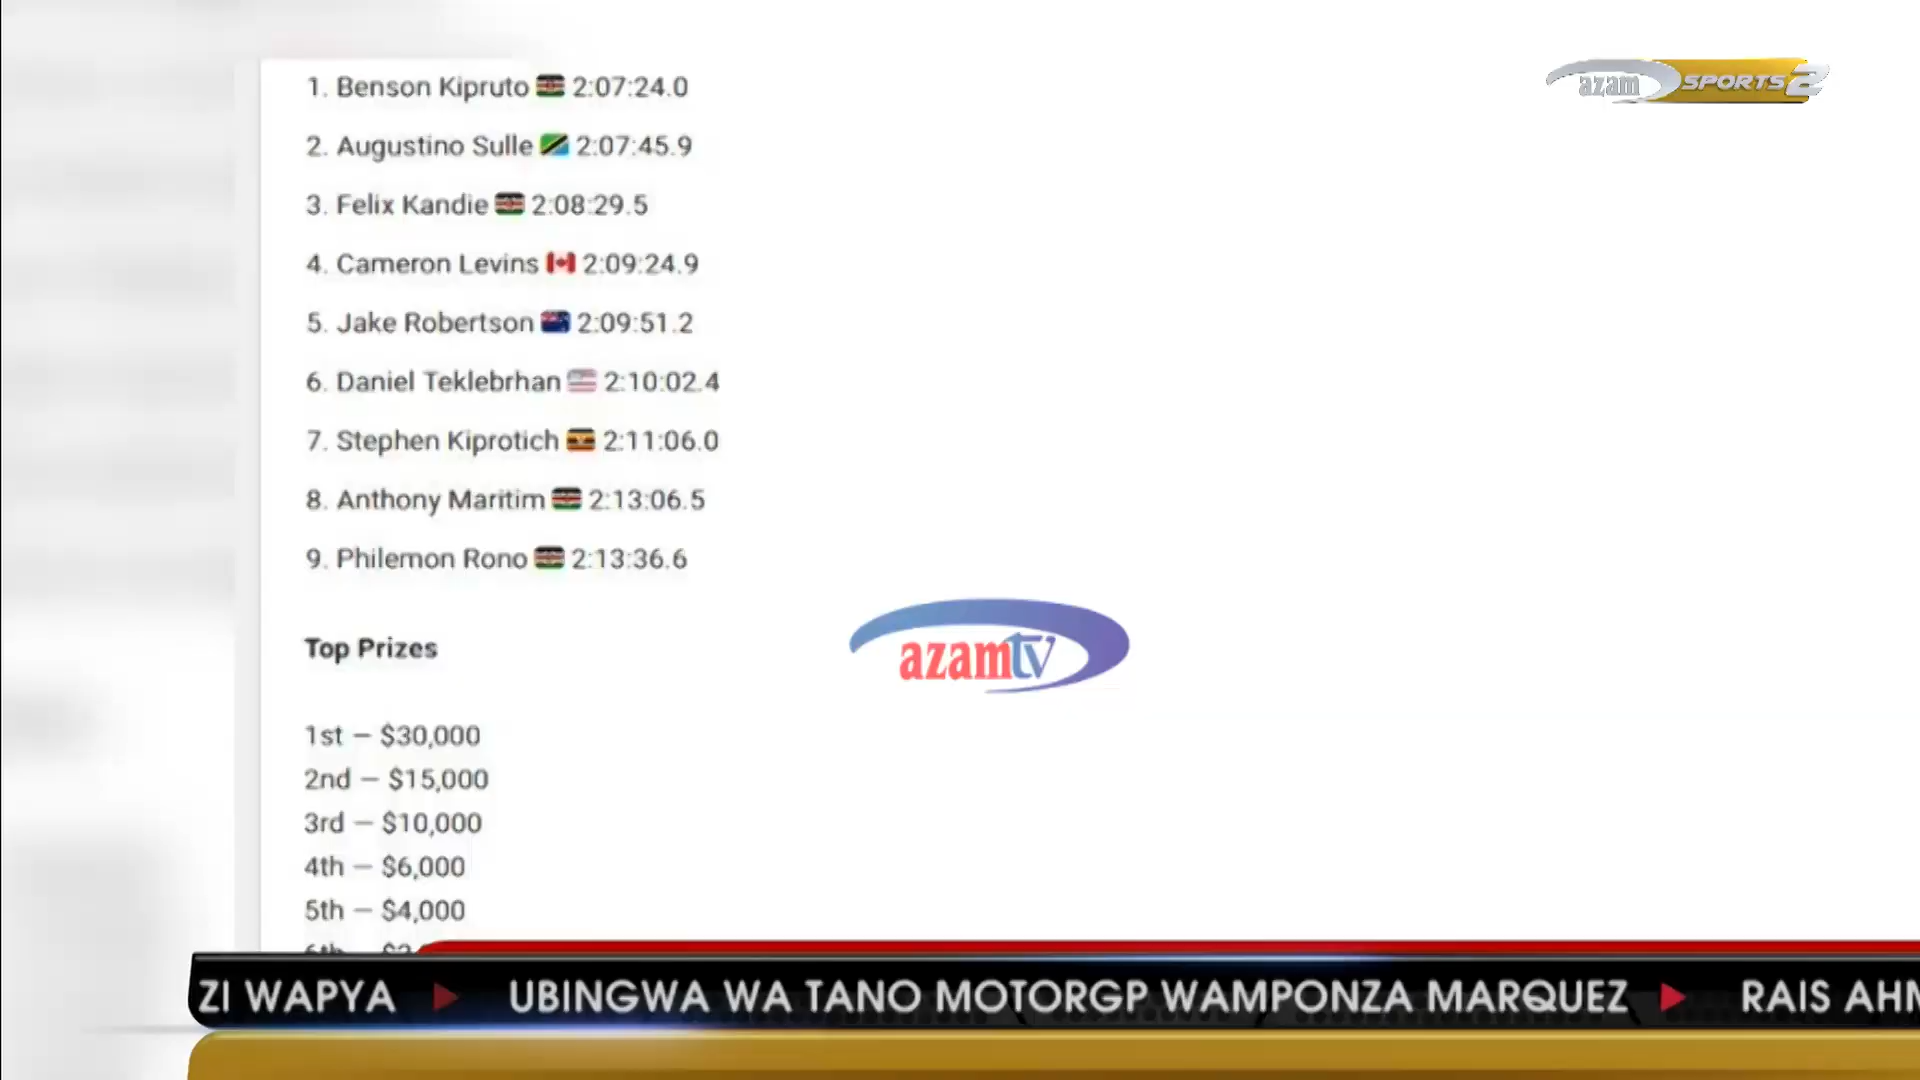 azam SPORTS 2
1. Benson Kipruto 2:07:24.0
2. Augustino Sulle 2:07:45.9
3. Felix Kandie 2:08:29.5
4. Cameron Levins 2:09:24.9
5. Jake Robertson 2:09:51.2
6. Daniel Teklebrhan 2:10:02.4
7. Stephen Kiprotich 2:11:06.0
8. Anthony Maritim 2:13:06.5
9. Philemon Rono 2:13:36.6
azamtv
Top Prizes
1st – $30,000
2nd – $15,000
3rd – $10,000
4th – $6,000
5th – $4,000
ZI WAPYA UBINGWA WA TANO MOTORGP WAMPONZA MARQUEZ RAIS AHM